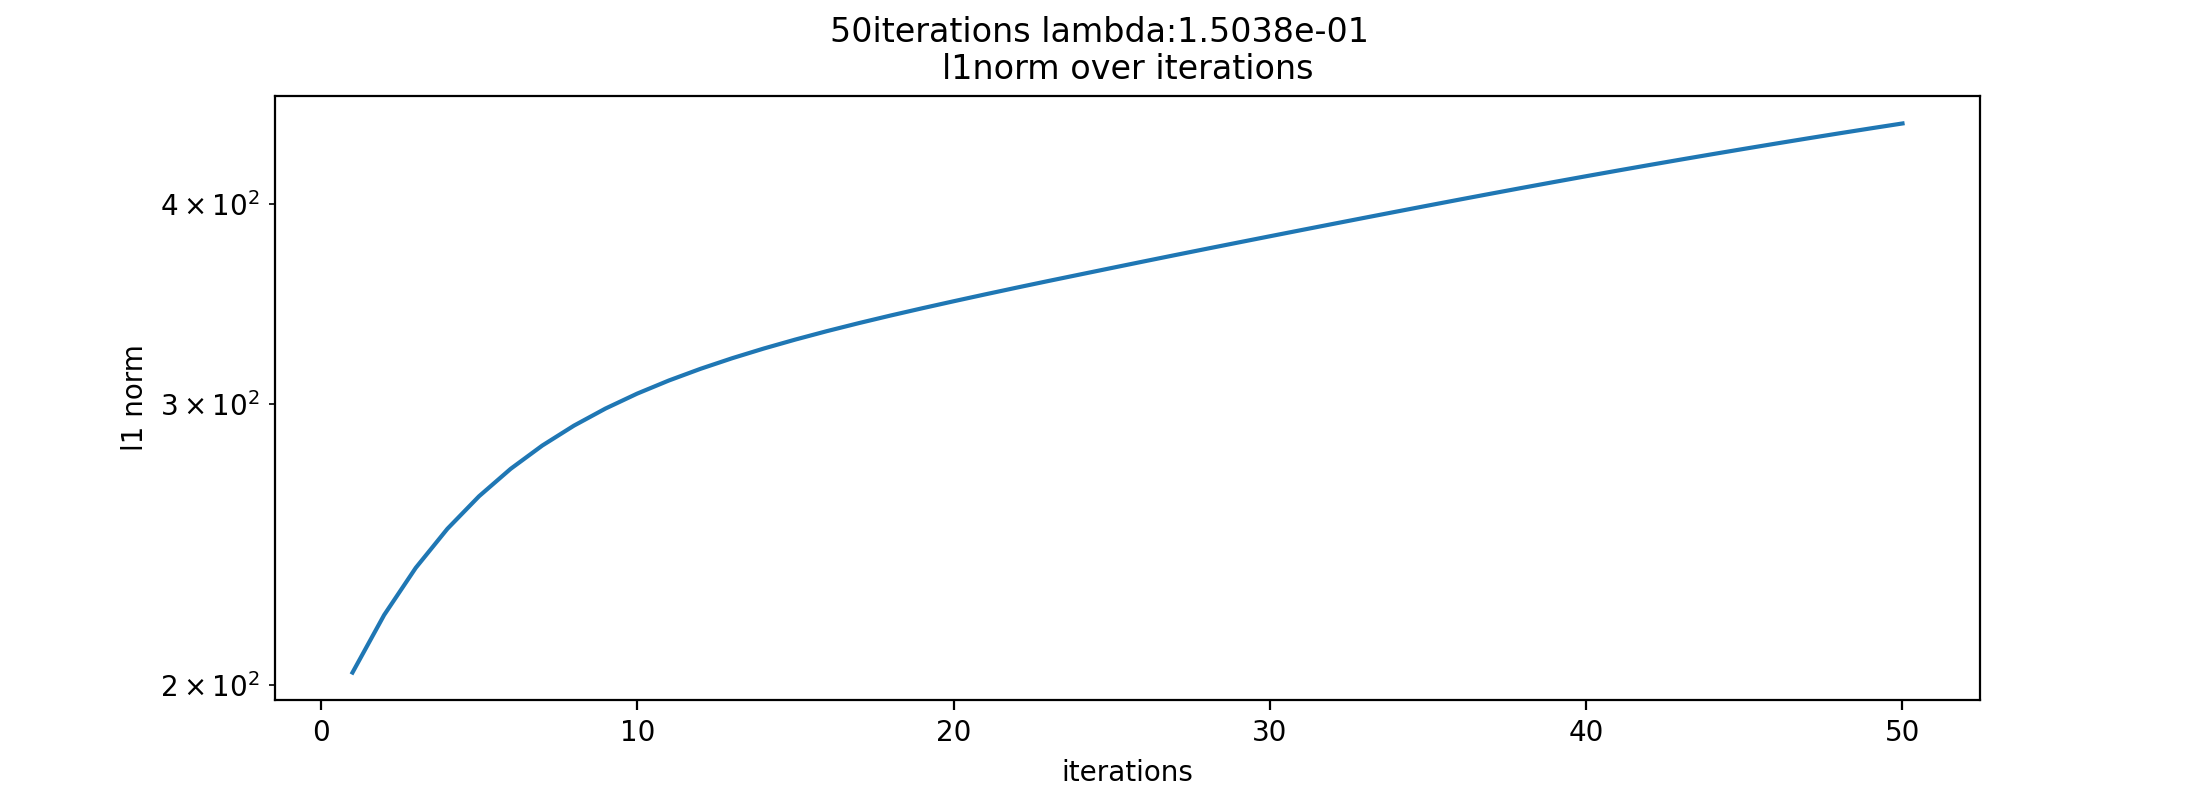 50iterations lambda:1.5038e-01
l1norm over iterations
4 × 10²
3 × 10²
2 × 10²
l1 norm
0 10 20 30 40 50
iterations